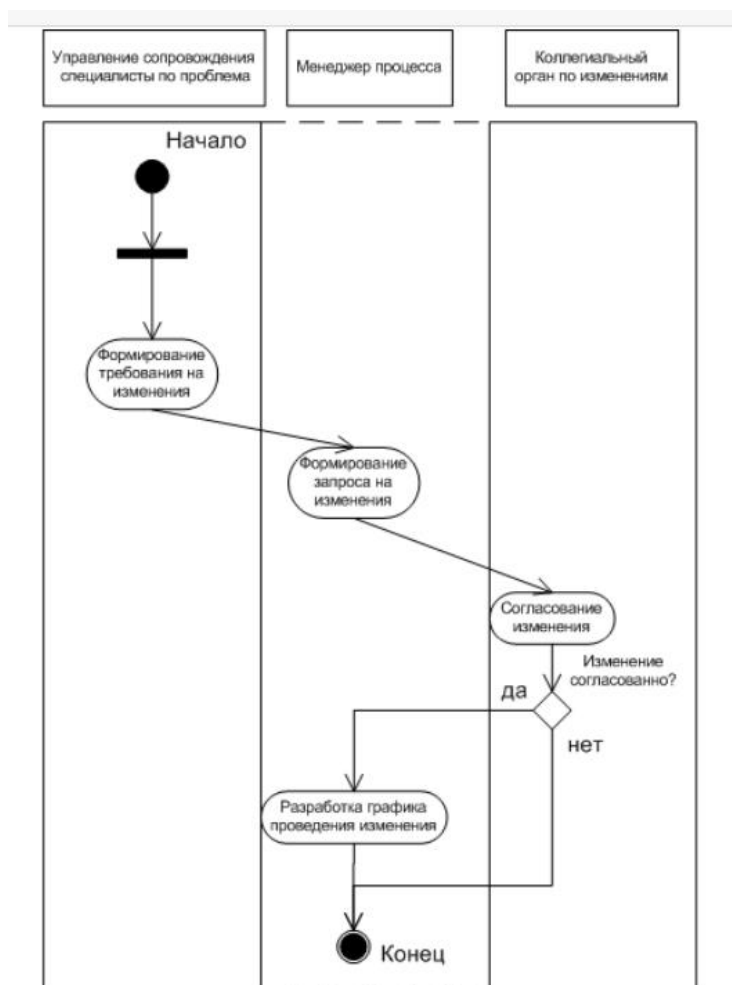 Управление сопровождения
специалисты по проблема
Менеджер процесса
Коллегиальный
орган по изменениям
Начало
Формирование
требования на
изменения
Формирование
запроса на
изменения
Согласование
изменения
Изменение
согласованно?
да
нет
Разработка графика
проведения изменения
Конец